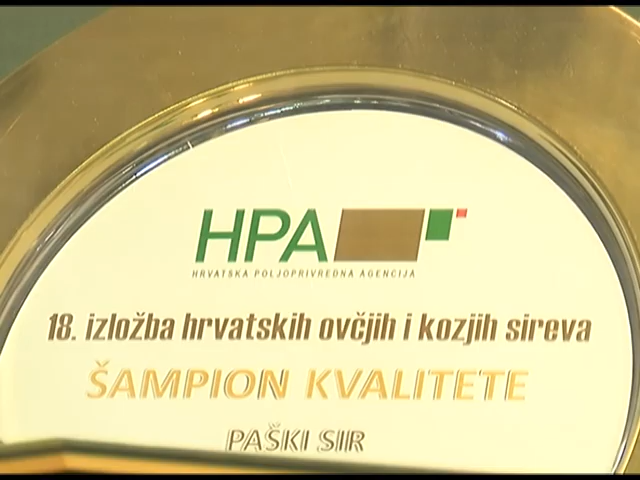 HPA
HRVATSKA POLJOPRIVREDNA AGENCIJA
18. izložba hrvatskih ovčjih i kozjih sireva
ŠAMPION KVALITETE
PAŠKI SIR